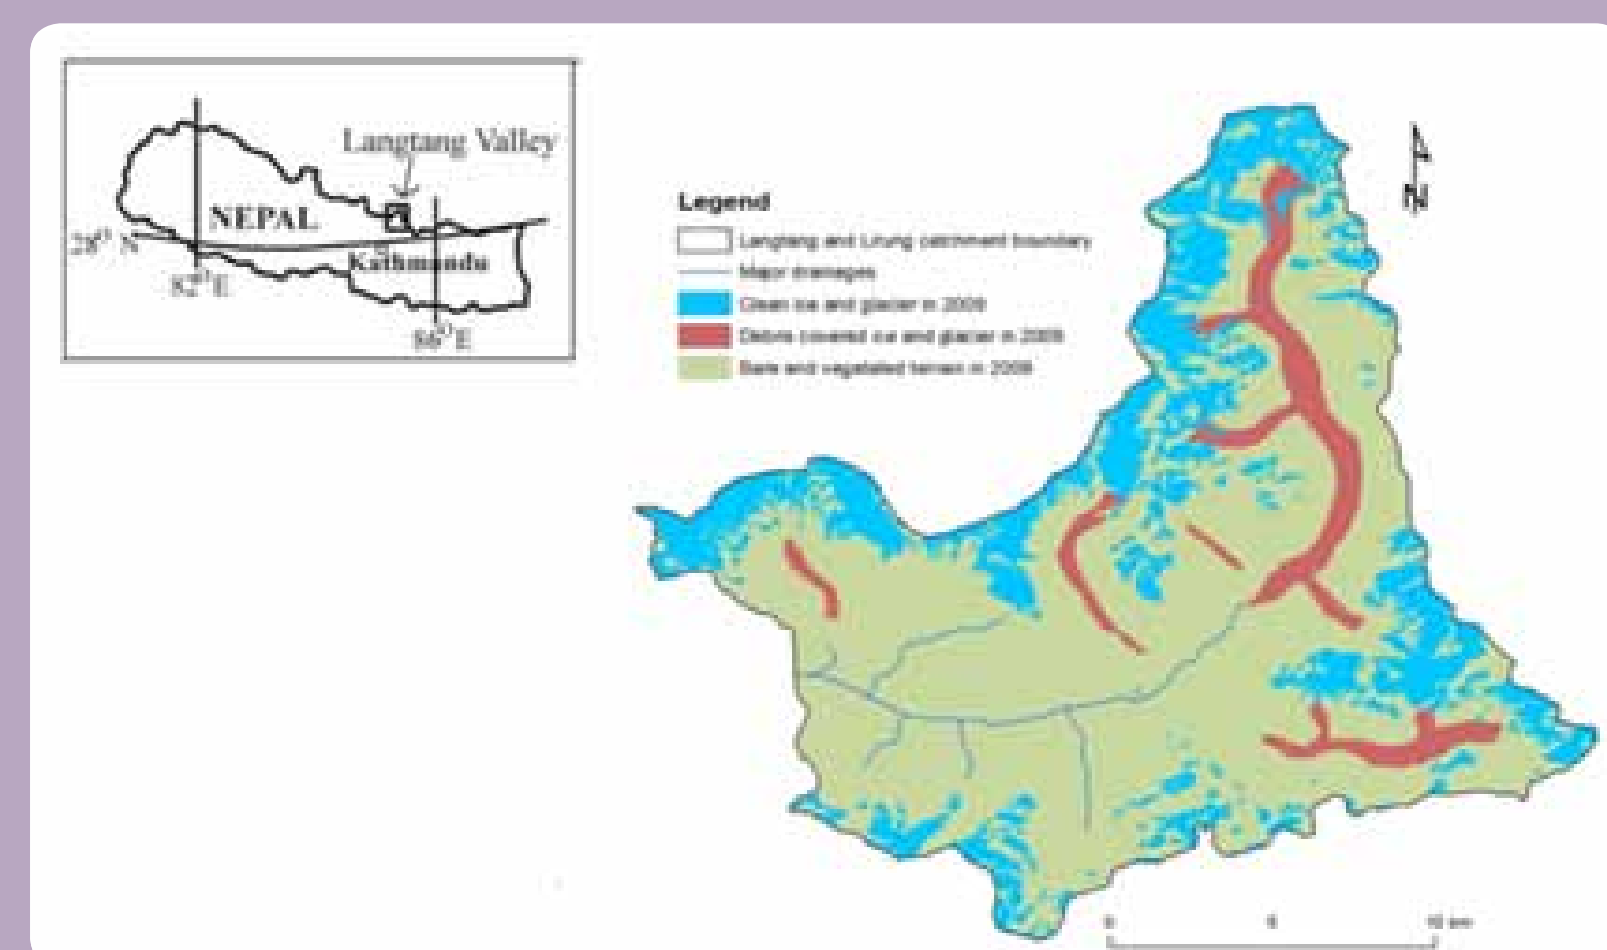 Langtang Valley
NEPAL
28° N
Kathmandu
82° E
86° E
N
Legend
Langtang and Lirung catchment boundary
Major drainages
Clean ice and glacier in 2009
Debris covered ice and glacier in 2009
Bare and vegetated terrain in 2009
0 5 10 km